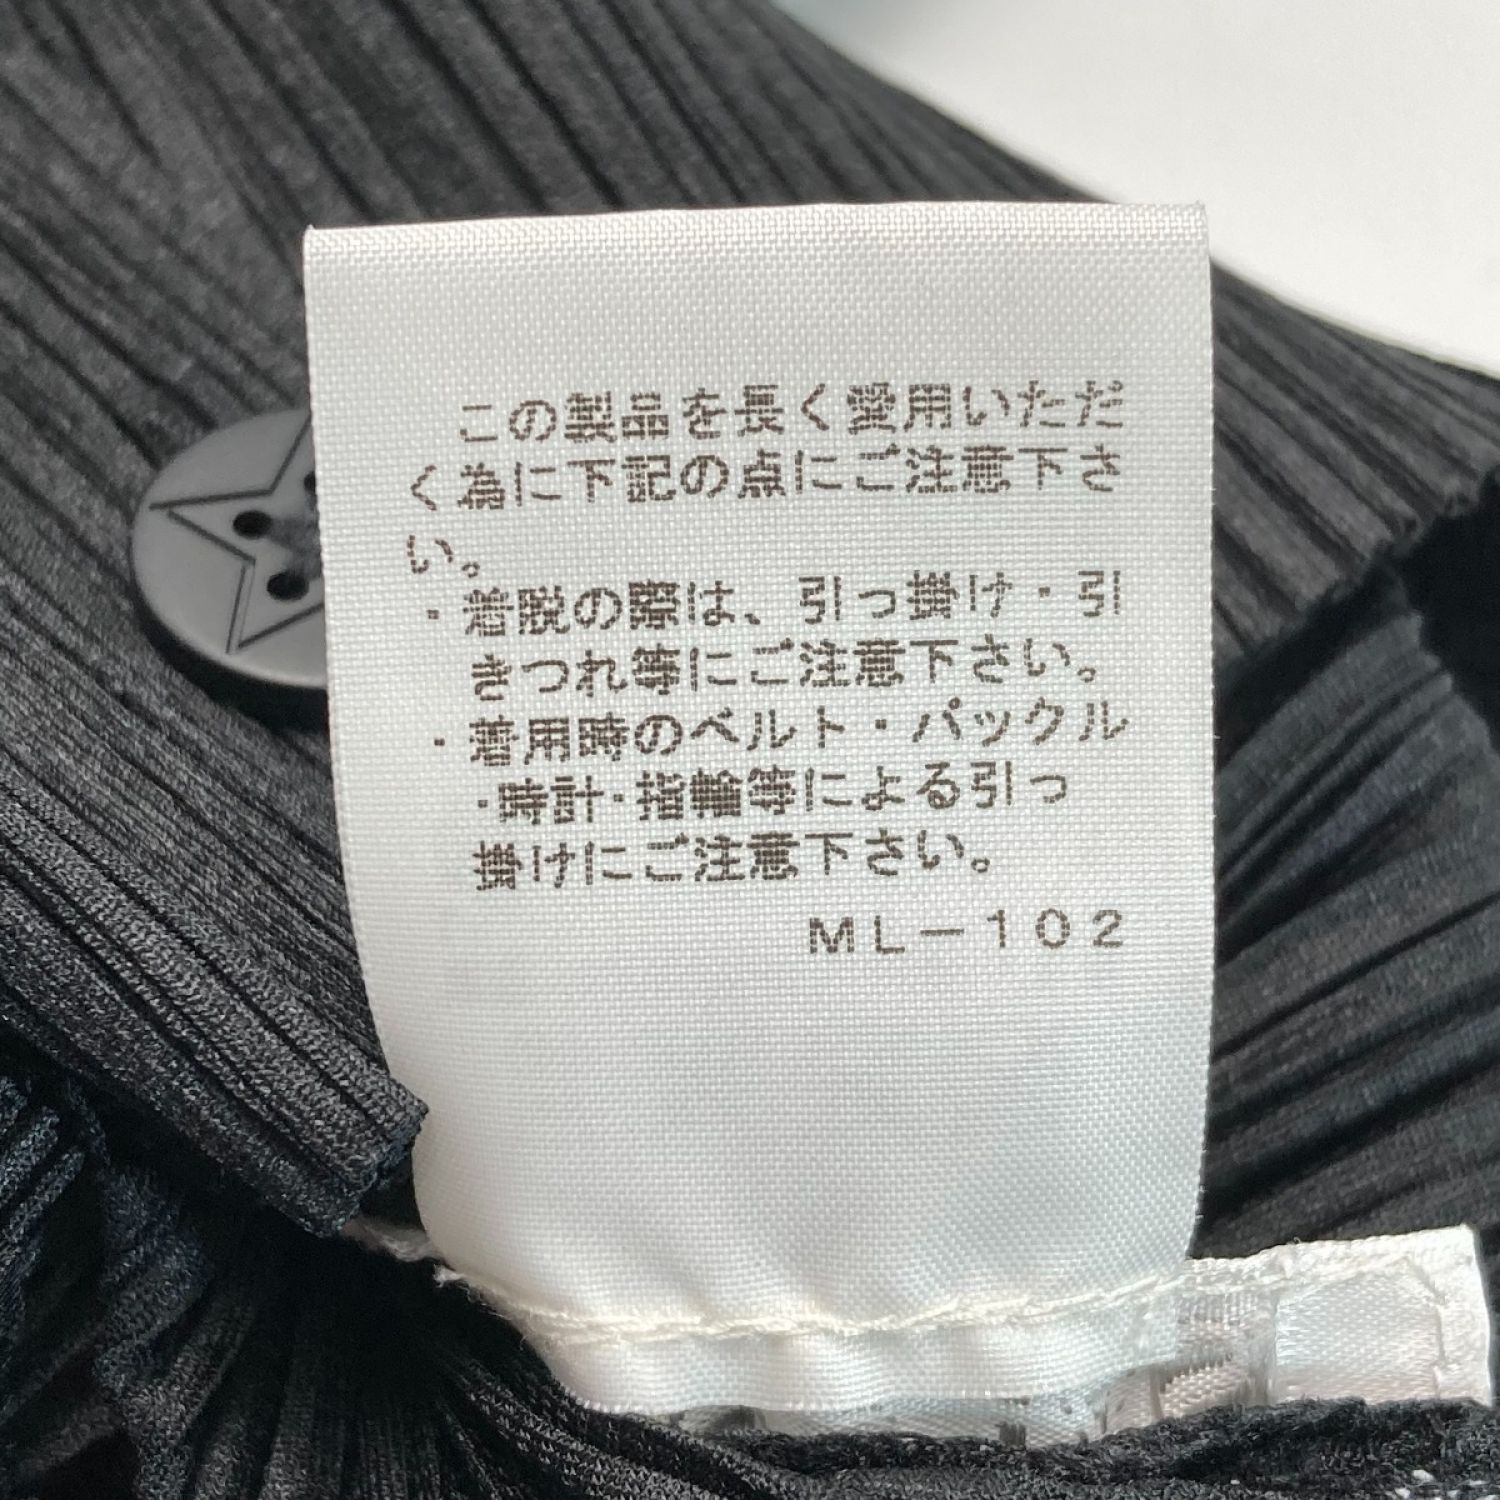 この製品を長く愛用いただ
く為に下記の点にご注意下さ
い。
・着脱の際は、引っ掛け・引
きつれ等にご注意下さい。
・着用時のベルト・バックル
・時計・指輪等による引っ
掛けにご注意下さい。
ML-102